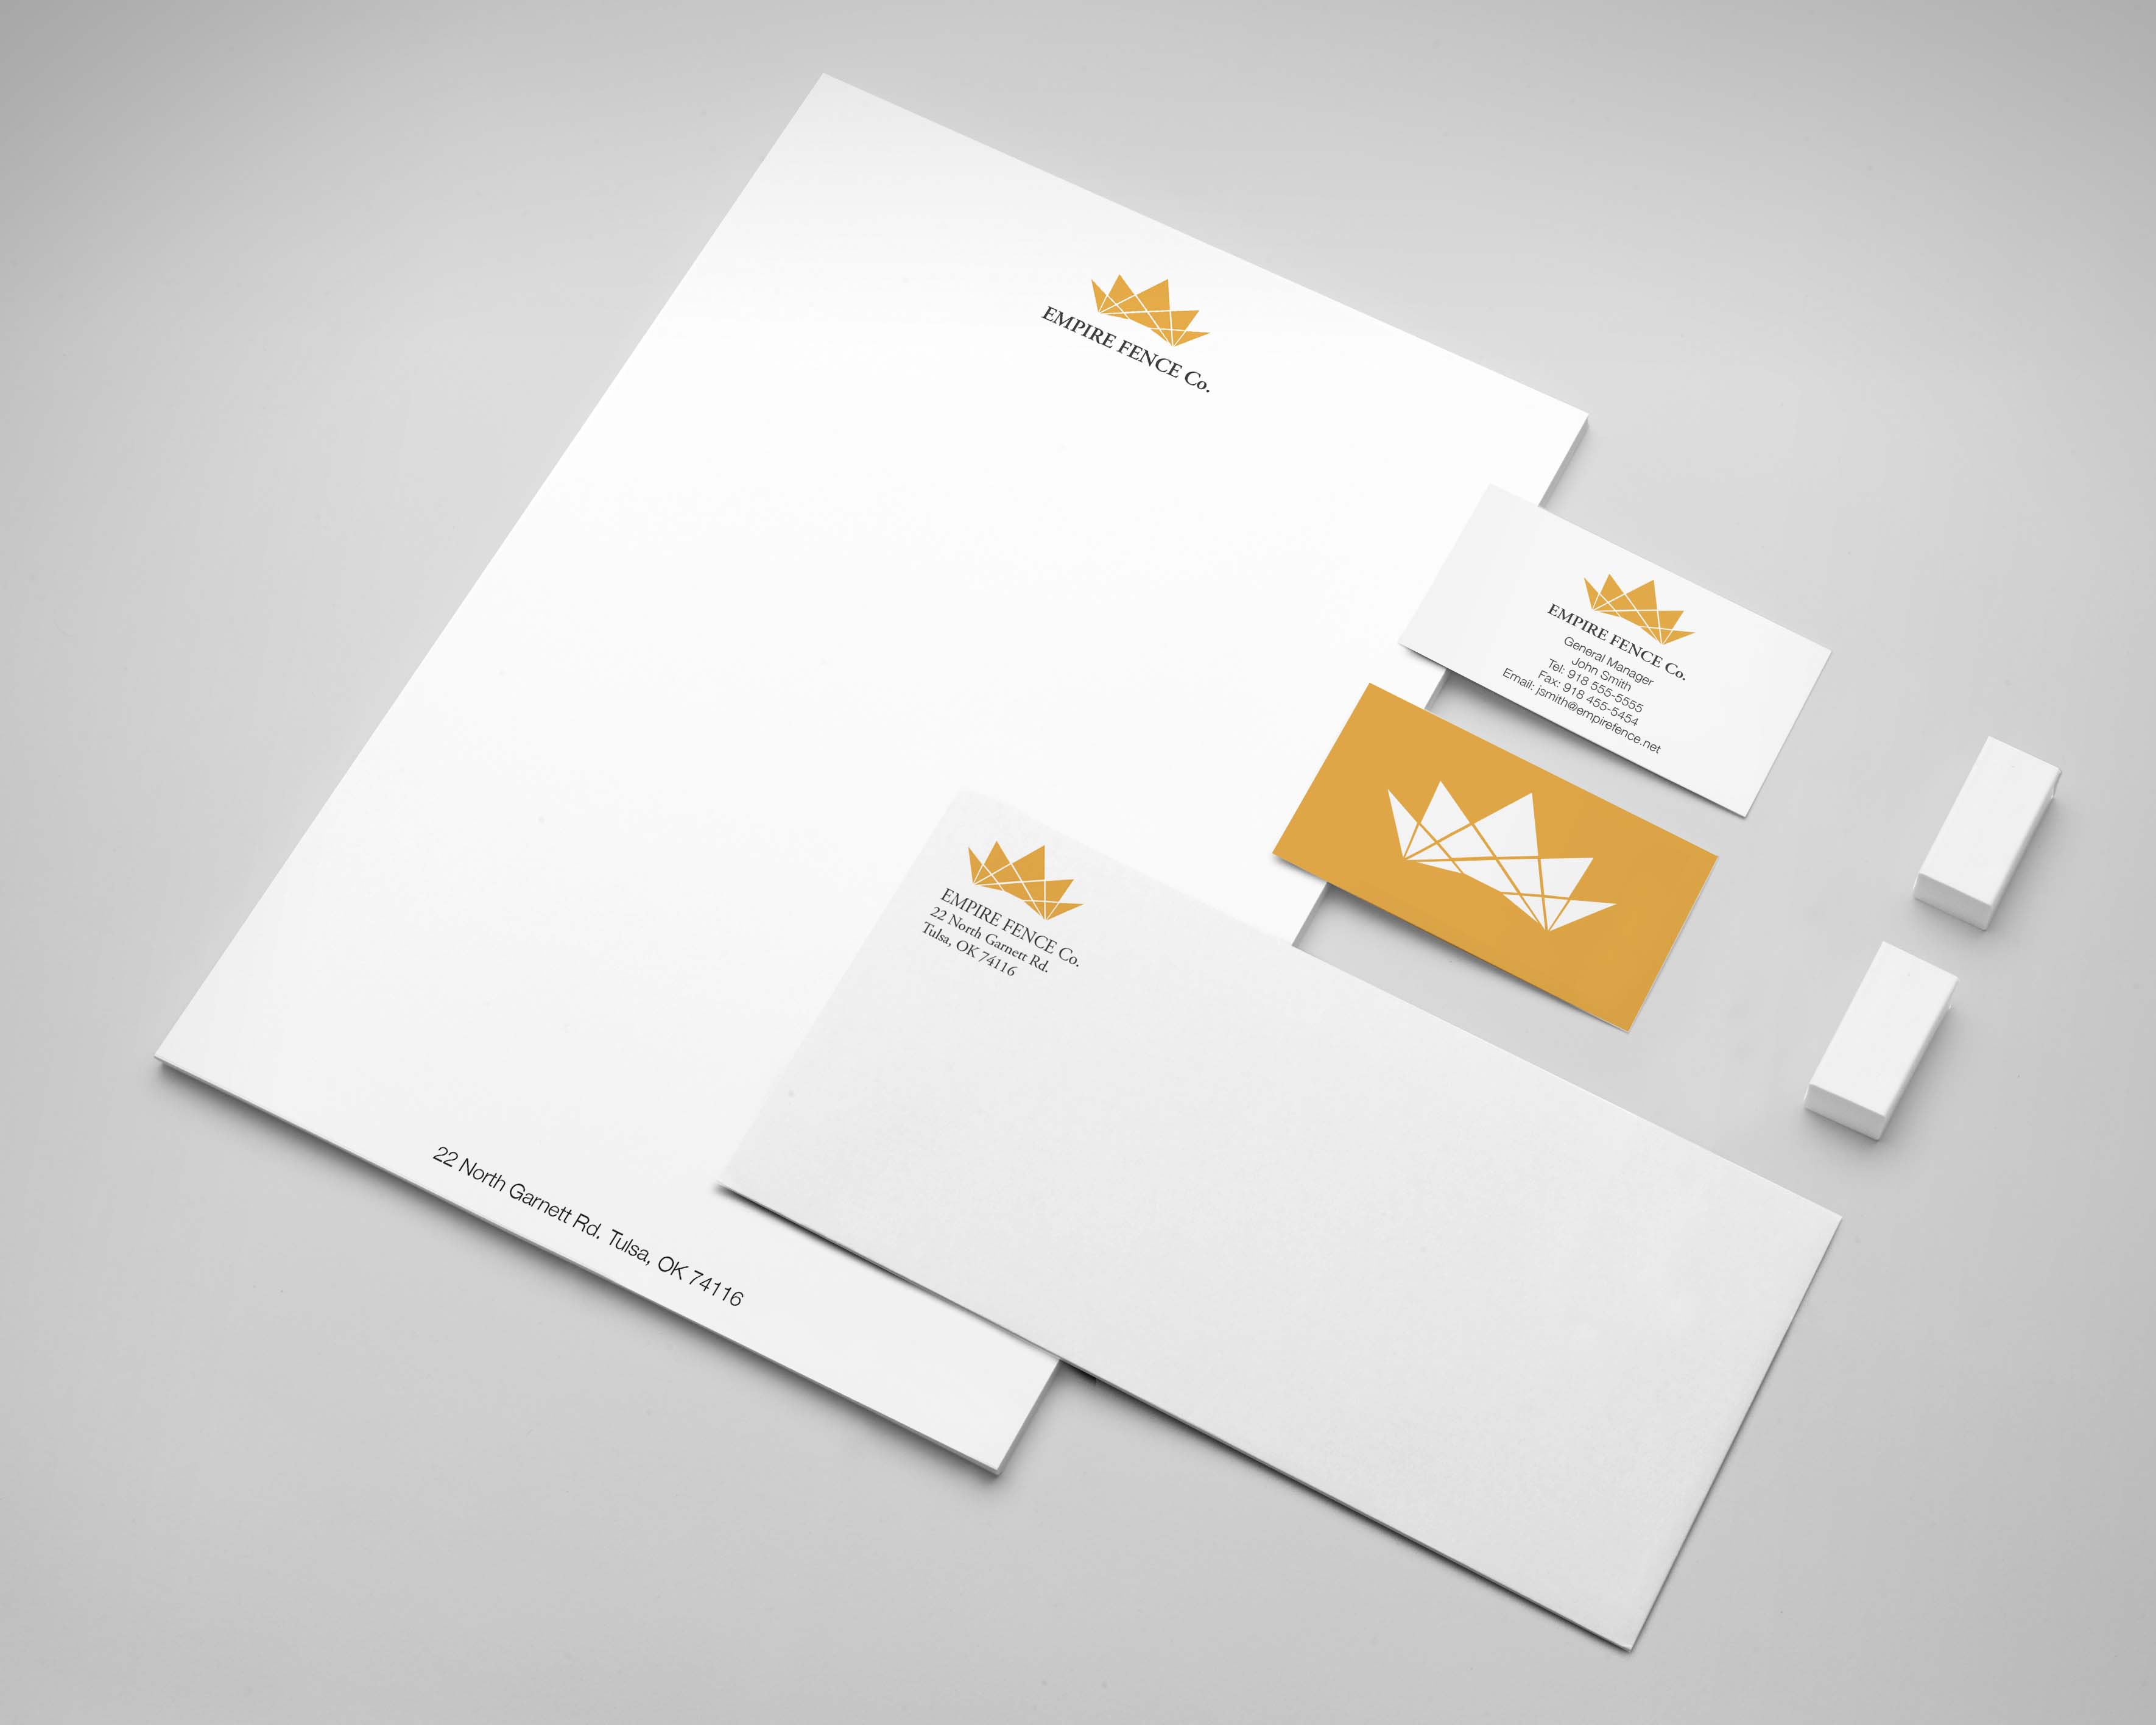 EMPIRE FENCE Co.
EMPIRE FENCE Co.
General Manager
John Smith
Tel: 918 555-5555
Fax: 918 455-5454
Email: jsmith@empirefence.net
EMPIRE FENCE Co.
22 North Garnett Rd.
Tulsa, OK 74116
22 North Garnett Rd. Tulsa, OK 74116